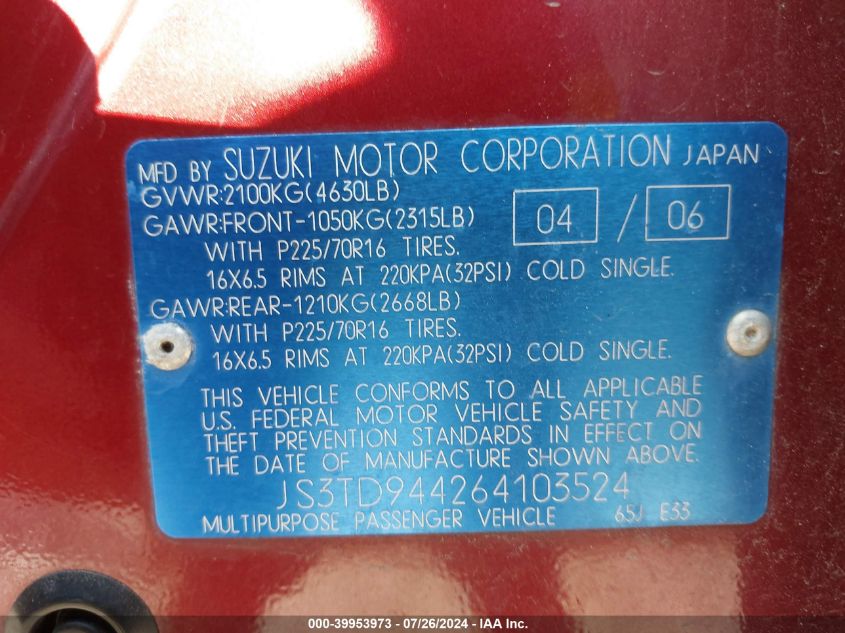 MFD BY SUZUKI MOTOR CORPORATION JAPAN
GVWR:2100KG(4630LB)
GAWR:FRONT-1050KG(2315LB) 04 / 06
WITH P225/70R16 TIRES.
16X6.5 RIMS AT 220KPA(32PSI) COLD SINGLE.
GAWR:REAR-1210KG(2668LB)
WITH P225/70R16 TIRES.
16X6.5 RIMS AT 220KPA(32PSI) COLD SINGLE.
THIS VEHICLE CONFORMS TO ALL APPLICABLE
U.S. FEDERAL MOTOR VEHICLE SAFETY AND
THEFT PREVENTION STANDARDS IN EFFECT ON
THE DATE OF MANUFACTURE SHOWN ABOVE.
JS3TD944264103524
MULTIPURPOSE PASSENGER VEHICLE 65J E33
000-39953973 - 07/26/2024 - IAA Inc.